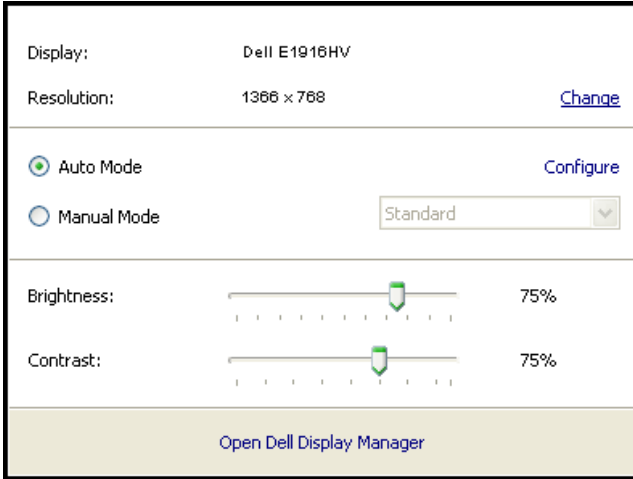 Display: Dell E1916HV
Resolution: 1366 x 768 Change
Auto Mode Configure
Manual Mode Standard
Brightness: 75%
Contrast: 75%
Open Dell Display Manager